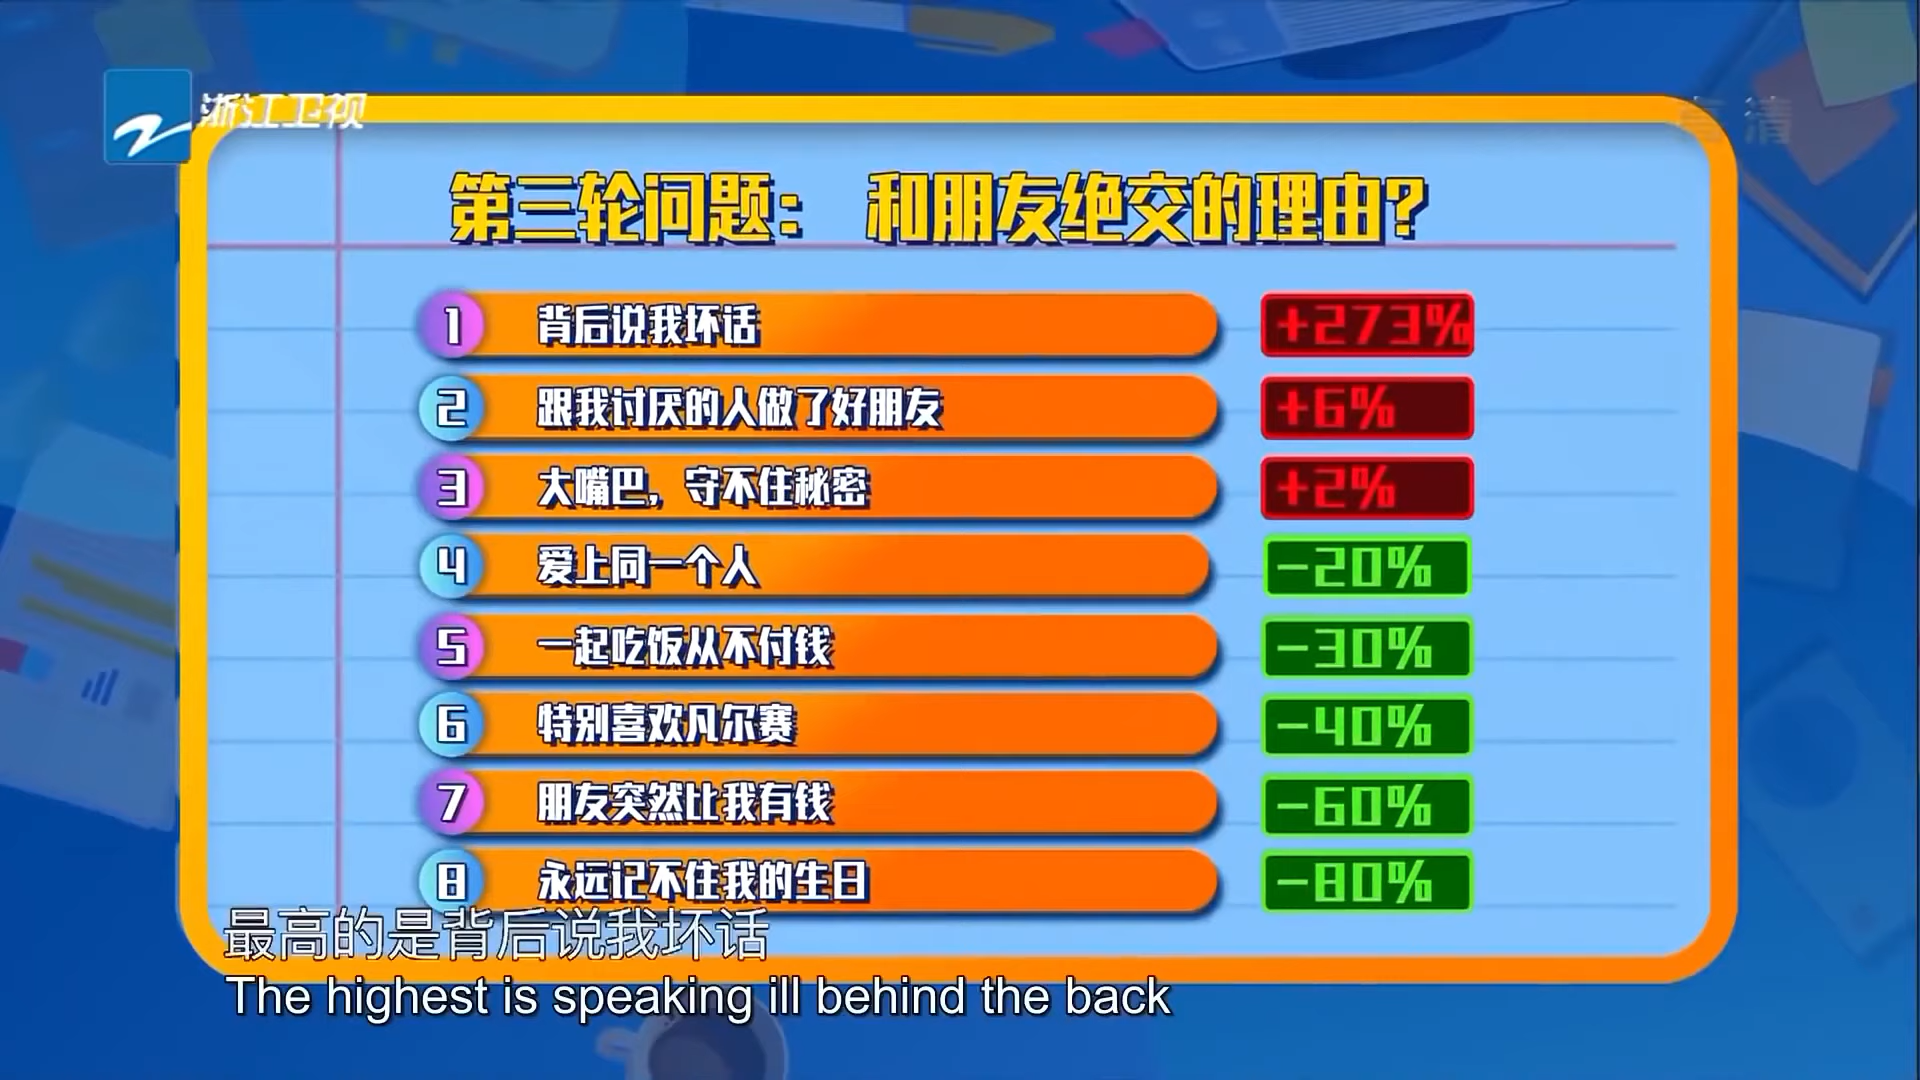 浙江卫视
高清
第三轮问题： 和朋友绝交的理由？
1 背后说我坏话 +273%
2 跟我讨厌的人做了好朋友 +6%
3 大嘴巴，守不住秘密 +2%
4 爱上同一个人 -20%
5 一起吃饭从不付钱 -30%
6 特别喜欢凡尔赛 -40%
7 朋友突然比我有钱 -60%
8 永远记不住我的生日 -80%
最高的是背后说我坏话
The highest is speaking ill behind the back